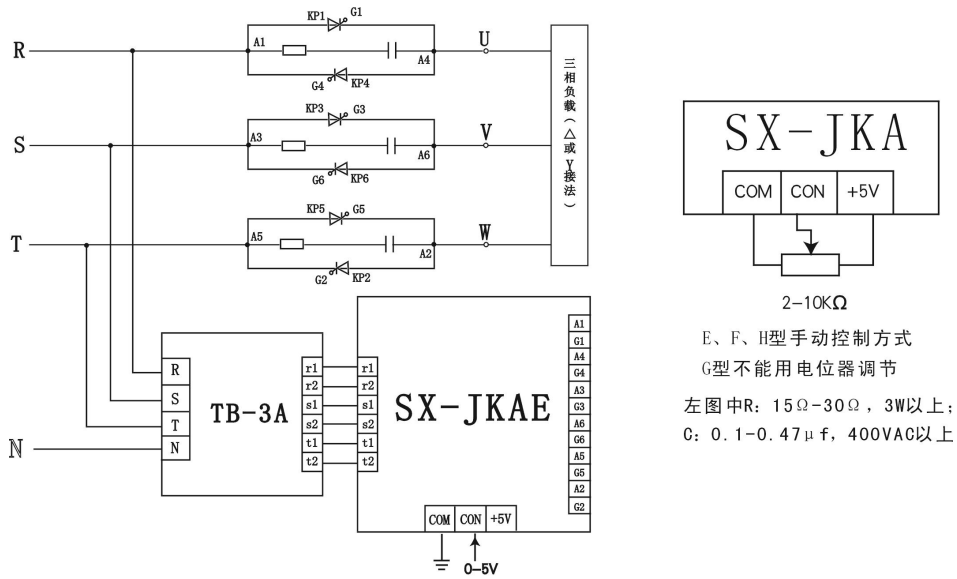 KP1 G1
R A1 A4 U
G4 KP4
KP3 G3
S A3 A6 V
G6 KP6
KP5 G5
T A5 A2 W
G2 KP2
三相负载(△或Y接法)
N
R
S
T
N
TB-3A
r1
r2
s1
s2
t1
t2
r1
r2
s1
s2
t1
t2
SX-JKAE
A1
G1
A4
G4
A3
G3
A6
G6
A5
G5
A2
G2
COM CON +5V
0-5V
SX-JKA
COM CON +5V
2-10KΩ
E、F、H型手动控制方式
G型不能用电位器调节
左图中R: 15Ω-30Ω, 3W以上;
C: 0.1-0.47μf, 400VAC以上